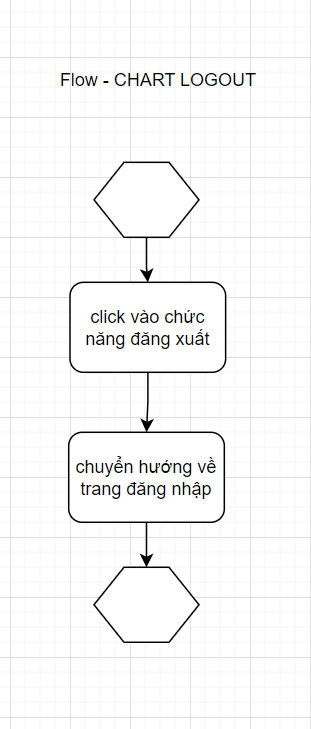 Flow - CHART LOGOUT
click vào chức
năng đăng xuất
chuyển hướng về
trang đăng nhập